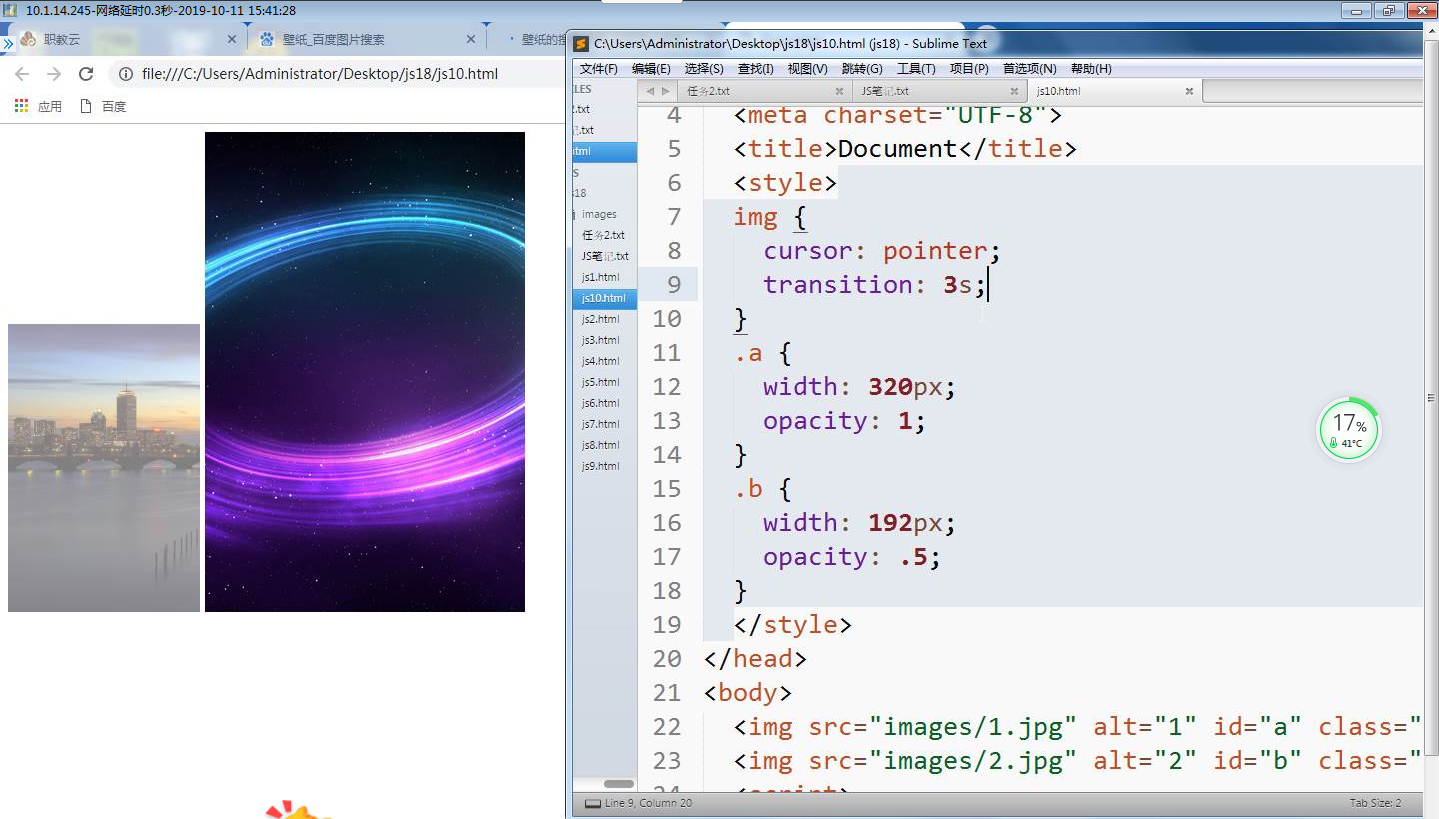 10.1.14.245-网络延时0.3秒-2019-10-11 15:41:28
职教云
壁纸_百度图片搜索
壁纸的搜
file:///C:/Users/Administrator/Desktop/js18/js10.html
应用
百度
C:\Users\Administrator\Desktop\js18\js10.html (js18) - Sublime Text
文件(F) 编辑(E) 选择(S) 查找(I) 视图(V) 跳转(G) 工具(T) 项目(P) 首选项(N) 帮助(H)
任务2.txt
JS笔记.txt
js10.html
LES
2.txt
记.txt
html
S
s18
images
任务2.txt
JS笔记.txt
js1.html
js10.html
js2.html
js3.html
js4.html
js5.html
js6.html
js7.html
js8.html
js9.html
4 <meta charset="UTF-8">
5 <title>Document</title>
6 <style>
7 img {
8 cursor: pointer;
9 transition: 3s;
10 }
11 .a {
12 width: 320px;
13 opacity: 1;
14 }
15 .b {
16 width: 192px;
17 opacity: .5;
18 }
19 </style>
20 </head>
21 <body>
22 <img src="images/1.jpg" alt="1" id="a" class="
23 <img src="images/2.jpg" alt="2" id="b" class="
24 <script>
17%
41°C
Line 9, Column 20
Tab Size: 2